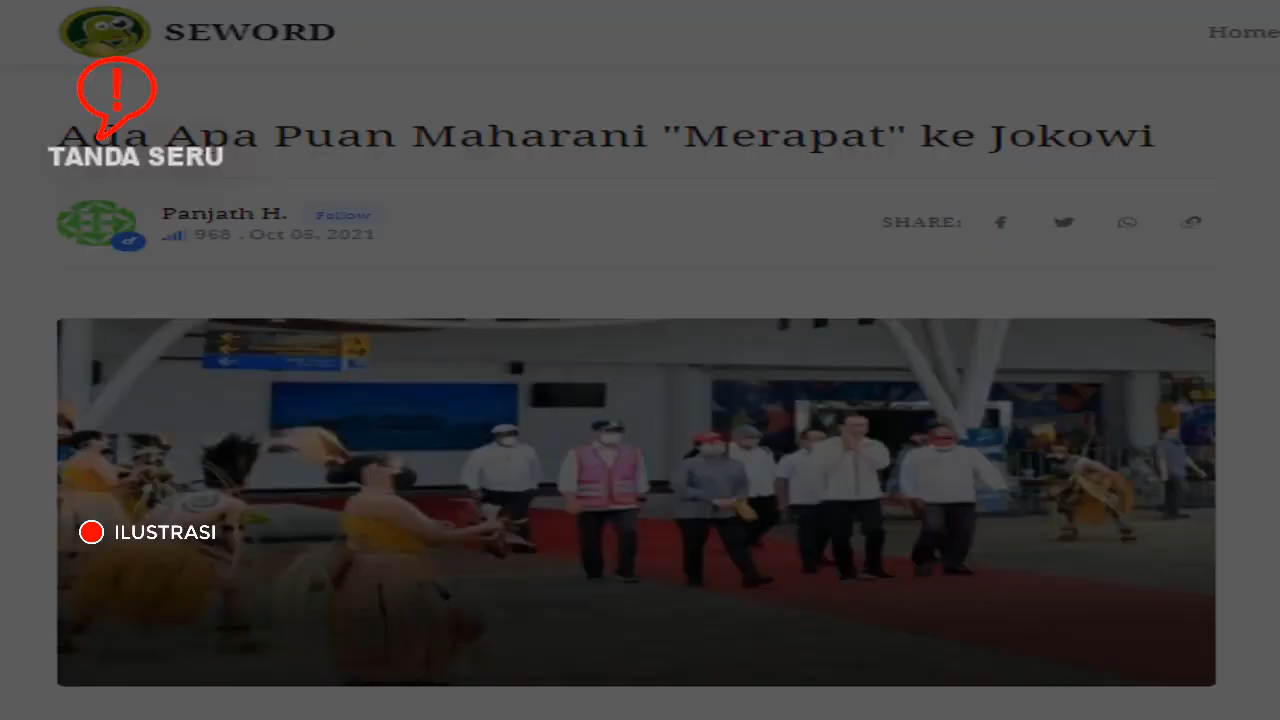 SEWORD
Home
!
Ada Apa Puan Maharani "Merapat" ke Jokowi
TANDA SERU
Panjath H. Follow
968 . Oct 05, 2021
SHARE:
ILUSTRASI